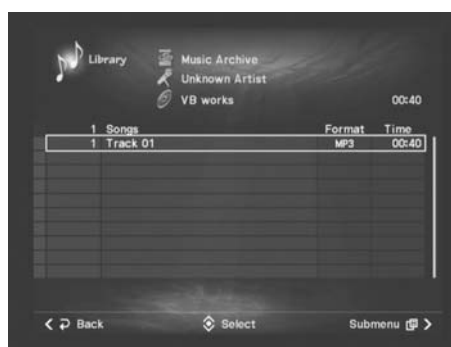 Library
Music Archive
Unknown Artist
VB works 00:40
1 Songs Format Time
1 Track 01 MP3 00:40
Back Select Submenu